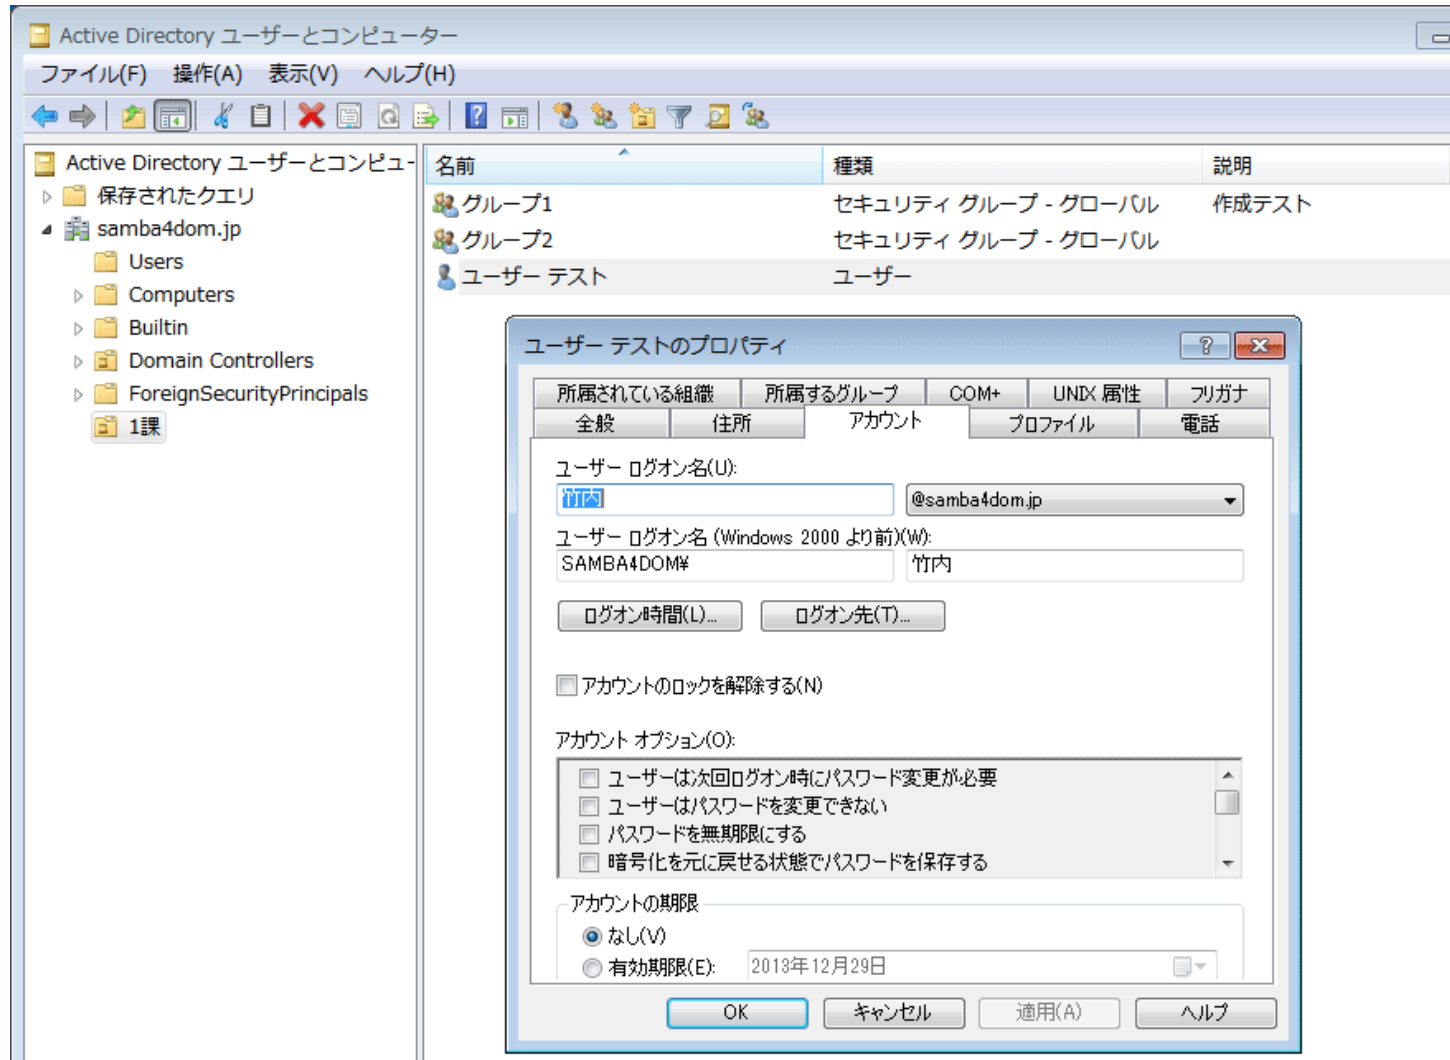 Active Directory ユーザーとコンピューター
ファイル(F) 操作(A) 表示(V) ヘルプ(H)
Active Directory ユーザーとコンピュ
保存されたクエリ
samba4dom.jp
Users
Computers
Builtin
Domain Controllers
ForeignSecurityPrincipals
1課
名前 種類 説明
グループ1 セキュリティ グループ - グローバル 作成テスト
グループ2 セキュリティ グループ - グローバル
ユーザー テスト ユーザー
ユーザー テストのプロパティ
所属されている組織 所属するグループ COM+ UNIX 属性 フリガナ
全般 住所 アカウント プロファイル 電話
ユーザー ログオン名(U):
竹内 @samba4dom.jp
ユーザー ログオン名 (Windows 2000 より前)(W):
SAMBA4DOM¥ 竹内
ログオン時間(L)... ログオン先(T)...
アカウントのロックを解除する(N)
アカウント オプション(O):
ユーザーは次回ログオン時にパスワード変更が必要
ユーザーはパスワードを変更できない
パスワードを無期限にする
暗号化を元に戻せる状態でパスワードを保存する
アカウントの期限
なし(V)
有効期限(E): 2013年12月29日
OK キャンセル 適用(A) ヘルプ